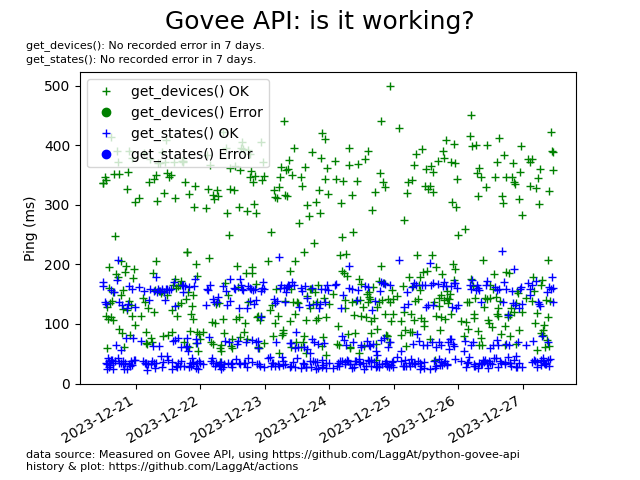 Govee API: is it working?
get_devices(): No recorded error in 7 days.
get_states(): No recorded error in 7 days.
get_devices() OK
get_devices() Error
get_states() OK
get_states() Error
Ping (ms)
500
400
300
200
100
0
2023-12-21
2023-12-22
2023-12-23
2023-12-24
2023-12-25
2023-12-26
2023-12-27
data source: Measured on Govee API, using https://github.com/LaggAt/python-govee-api
history & plot: https://github.com/LaggAt/actions